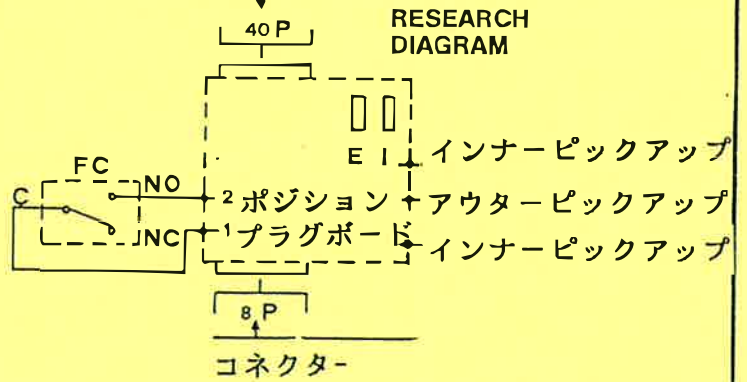 40 P
RESEARCH
DIAGRAM
E I
インナーピックアップ
FC
C
NO
2 ポジション
アウターピックアップ
NC
1 プラグボード
インナーピックアップ
8 P
コネクター